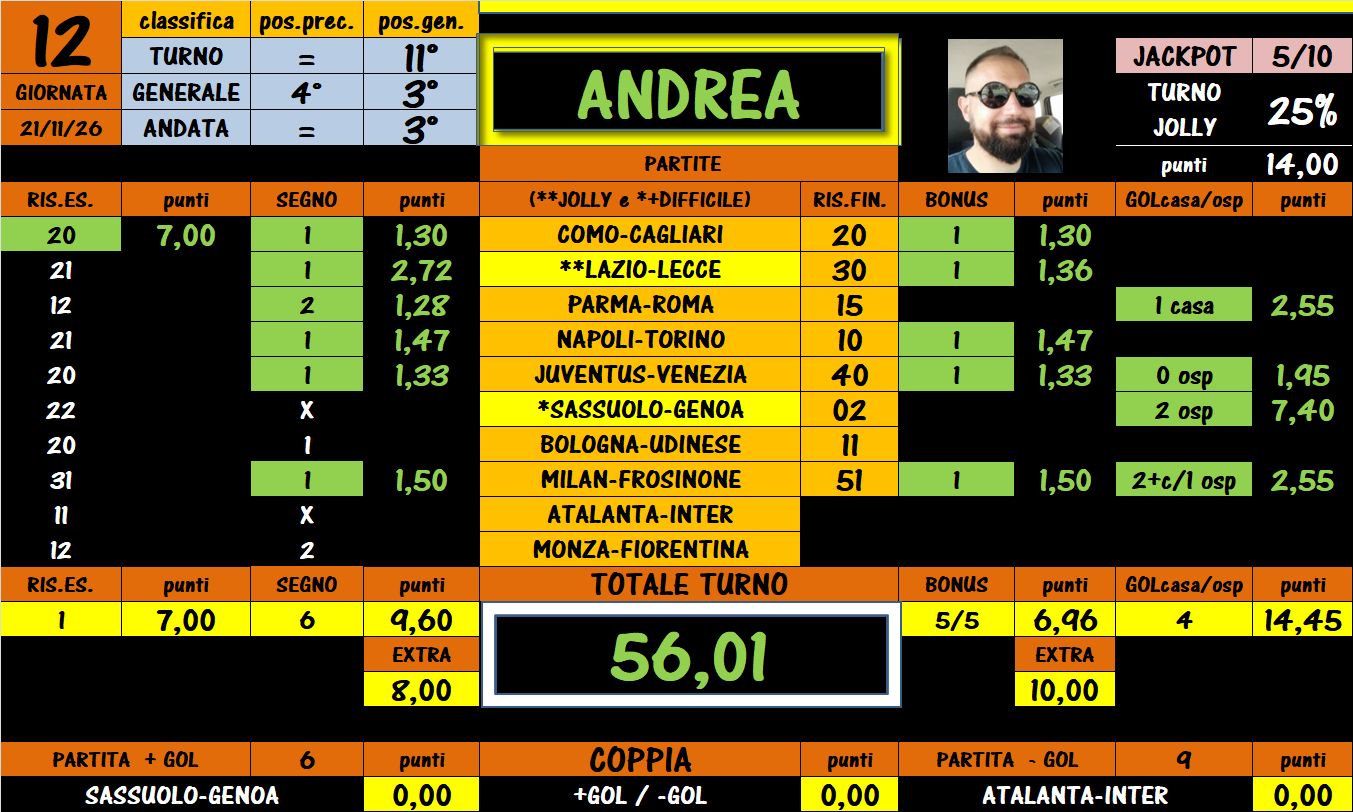 12 classifica pos.prec. pos.gen.
TURNO = 11° ANDREA JACKPOT 5/10
GIORNATA GENERALE 4° 3° TURNO JOLLY 25%
21/11/26 ANDATA = 3°
PARTITE punti 14,00
RIS.ES. punti SEGNO punti (**JOLLY e *+DIFFICILE) RIS.FIN. BONUS punti GOLcasa/osp punti
20 7,00 1 1,30 COMO-CAGLIARI 20 1 1,30
21 1 2,72 **LAZIO-LECCE 30 1 1,36
12 2 1,28 PARMA-ROMA 15 1 casa 2,55
21 1 1,47 NAPOLI-TORINO 10 1 1,47
20 1 1,33 JUVENTUS-VENEZIA 40 1 1,33 0 osp 1,95
22 X *SASSUOLO-GENOA 02 2 osp 7,40
20 1 BOLOGNA-UDINESE 11
31 1 1,50 MILAN-FROSINONE 51 1 1,50 2+c/1 osp 2,55
11 X ATALANTA-INTER
12 2 MONZA-FIORENTINA
RIS.ES. punti SEGNO punti TOTALE TURNO BONUS punti GOLcasa/osp punti
1 7,00 6 9,60 56,01 5/5 6,96 4 14,45
EXTRA EXTRA
8,00 10,00
PARTITA + GOL 6 punti COPPIA punti PARTITA - GOL 9 punti
SASSUOLO-GENOA 0,00 +GOL / -GOL 0,00 ATALANTA-INTER 0,00